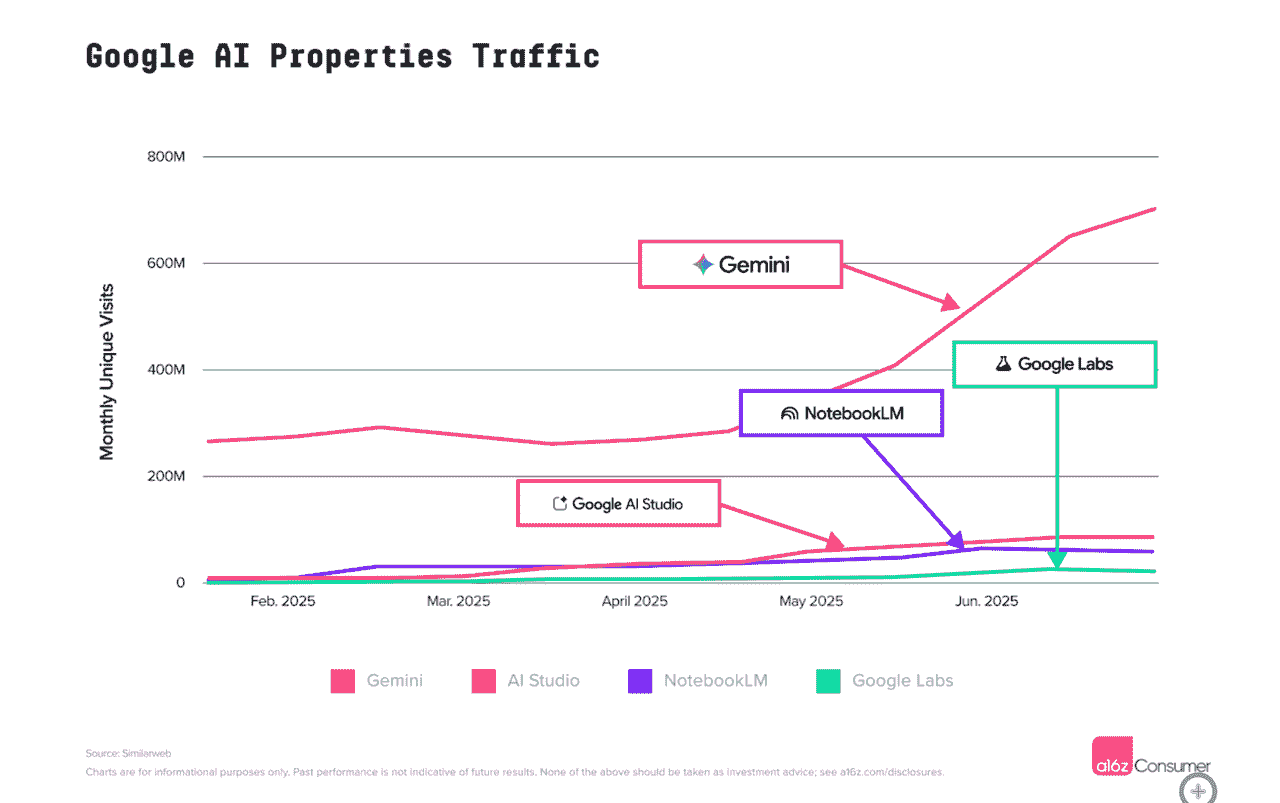 Google AI Properties Traffic
800M
600M
400M
200M
0
Monthly Unique Visits
Gemini
Google Labs
NotebookLM
Google AI Studio
Feb. 2025
Mar. 2025
April 2025
May 2025
Jun. 2025
Gemini
AI Studio
NotebookLM
Google Labs
Source: Similarweb
Charts are for informational purposes only. Past performance is not indicative of future results. None of the above should be taken as investment advice; see a16z.com/disclosures.
a16z Consumer